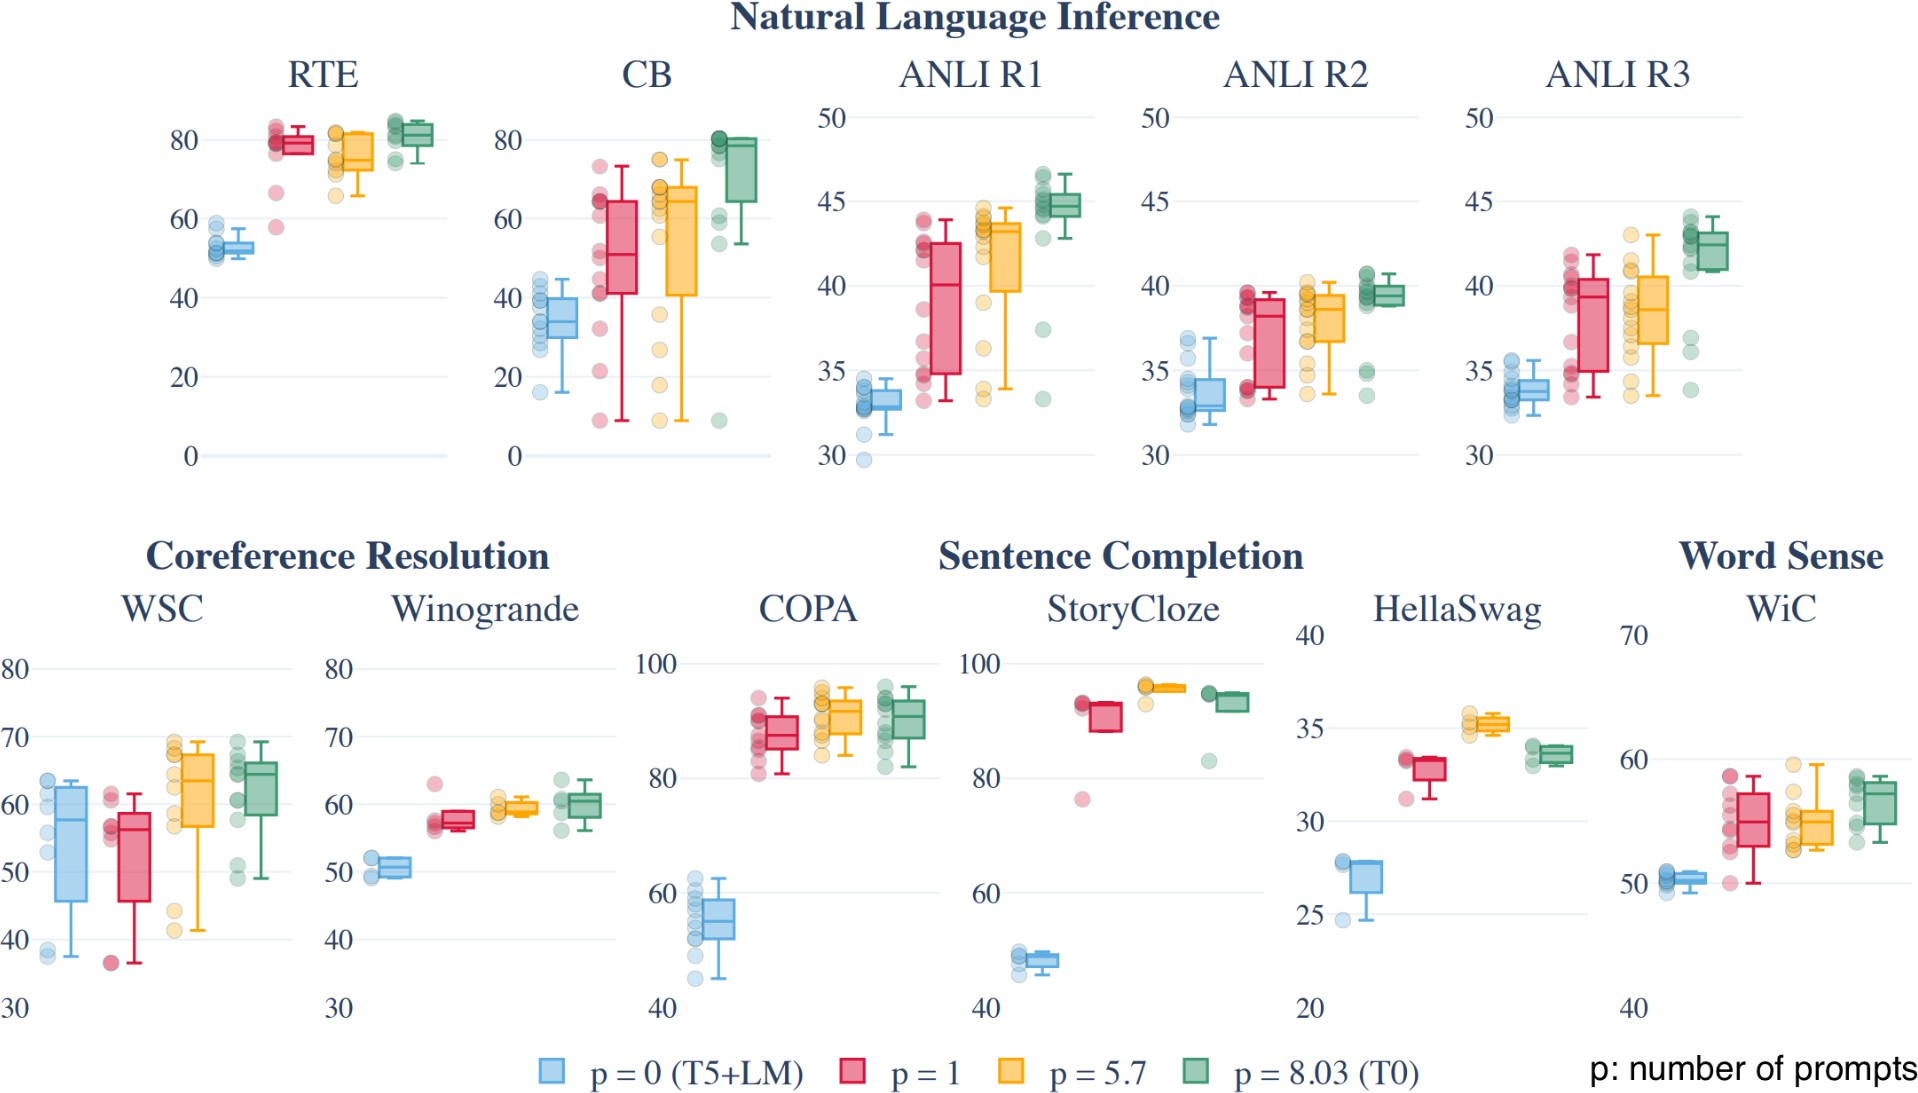 Natural Language Inference
RTE CB ANLI R1 ANLI R2 ANLI R3
50 50 50
80 80
45 45 45
60 60
40 40 40 40 40
20 20 35 35 35
0 0 30 30 30
Coreference Resolution Sentence Completion Word Sense
WSC Winogrande COPA StoryCloze HellaSwag WiC
40 70
80 80 100 100
70 70 35
60
60 60 80 80 30
50 50 60 60 25 50
40 40
30 30 40 40 20 40
p = 0 (T5+LM) p = 1 p = 5.7 p = 8.03 (T0) p: number of prompts